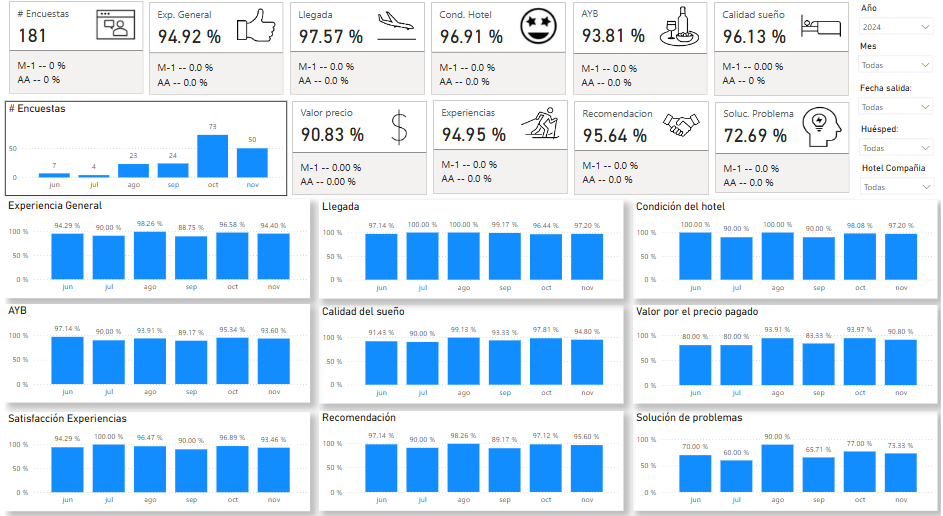 # Encuestas
181
M-1 -- 0 %
AA -- 0 %
Exp. General
94.92 %
M-1 -- 0.0 %
AA -- 0.0 %
Llegada
97.57 %
M-1 -- 0.0 %
AA -- 0.0 %
Cond. Hotel
96.91 %
M-1 -- 0.0 %
AA -- 0.0 %
AYB
93.81 %
M-1 -- 0.0 %
AA -- 0.0 %
Calidad sueño
96.13 %
M-1 -- 0.00 %
AA -- 0 %
Año
2024
Mes
Todas
Fecha salida:
Todas
Huésped:
Todas
Hotel Compañia
Todas
# Encuestas
50
0
7 4 23 24 73 50
jun jul ago sep oct nov
Valor precio
90.83 %
M-1 -- 0.00 %
AA -- 0.00 %
Experiencias
94.95 %
M-1 -- 0.0 %
AA -- 0.0 %
Recomendacion
95.64 %
M-1 -- 0.0 %
AA -- 0.0 %
Soluc. Problema
72.69 %
M-1 -- 0.0 %
AA -- 0.0 %
Experiencia General
94.29 % 90.00 % 98.26 % 88.75 % 96.58 % 94.40 %
100 %
50 %
0 %
jun jul ago sep oct nov
Llegada
97.14 % 100.00 % 100.00 % 99.17 % 96.44 % 97.20 %
100 %
50 %
0 %
jun jul ago sep oct nov
Condición del hotel
100.00 % 90.00 % 100.00 % 90.00 % 98.08 % 97.20 %
100 %
50 %
0 %
jun jul ago sep oct nov
AYB
97.14 % 90.00 % 93.91 % 89.17 % 95.34 % 93.60 %
100 %
50 %
0 %
jun jul ago sep oct nov
Calidad del sueño
91.43 % 90.00 % 99.13 % 93.33 % 97.81 % 94.80 %
100 %
50 %
0 %
jun jul ago sep oct nov
Valor por el precio pagado
80.00 % 80.00 % 93.91 % 83.33 % 93.97 % 90.80 %
100 %
50 %
0 %
jun jul ago sep oct nov
Satisfacción Experiencias
94.29 % 100.00 % 96.47 % 90.00 % 96.89 % 93.46 %
100 %
50 %
0 %
jun jul ago sep oct nov
Recomendación
97.14 % 90.00 % 98.26 % 89.17 % 97.12 % 95.60 %
100 %
50 %
0 %
jun jul ago sep oct nov
Solución de problemas
70.00 % 60.00 % 90.00 % 65.71 % 77.00 % 73.33 %
100 %
50 %
0 %
jun jul ago sep oct nov